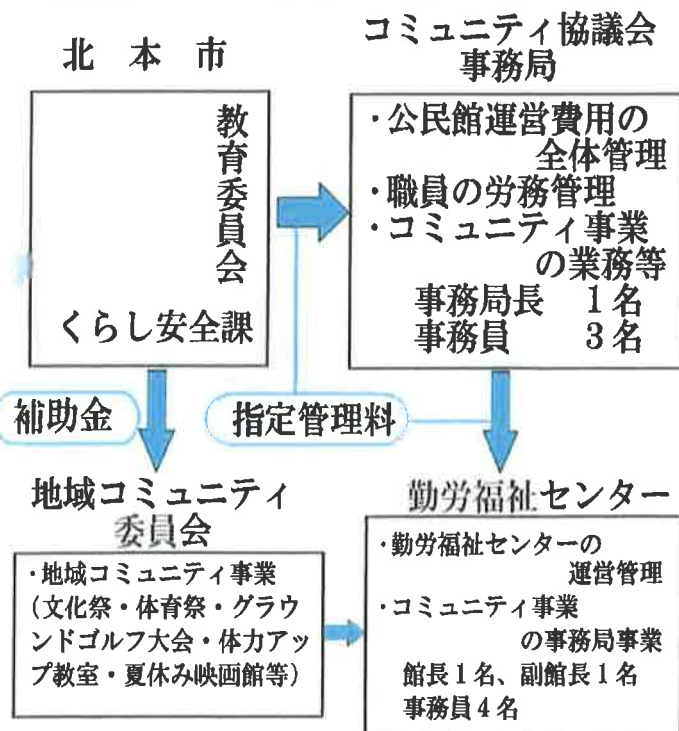 北本市
教育委員会
くらし安全課
コミュニティ協議会
事務局
・公民館運営費用の
全体管理
・職員の労務管理
・コミュニティ事業
の業務等
事務局長 1名
事務員 3名
補助金
指定管理料
地域コミュニティ
委員会
・地域コミュニティ事業
(文化祭・体育祭・グラウ
ンドゴルフ大会・体力アッ
プ教室・夏休み映画館等)
勤労福祉センター
・勤労福祉センターの
運営管理
・コミュニティ事業
の事務局事業
館長1名、副館長1名
事務員4名